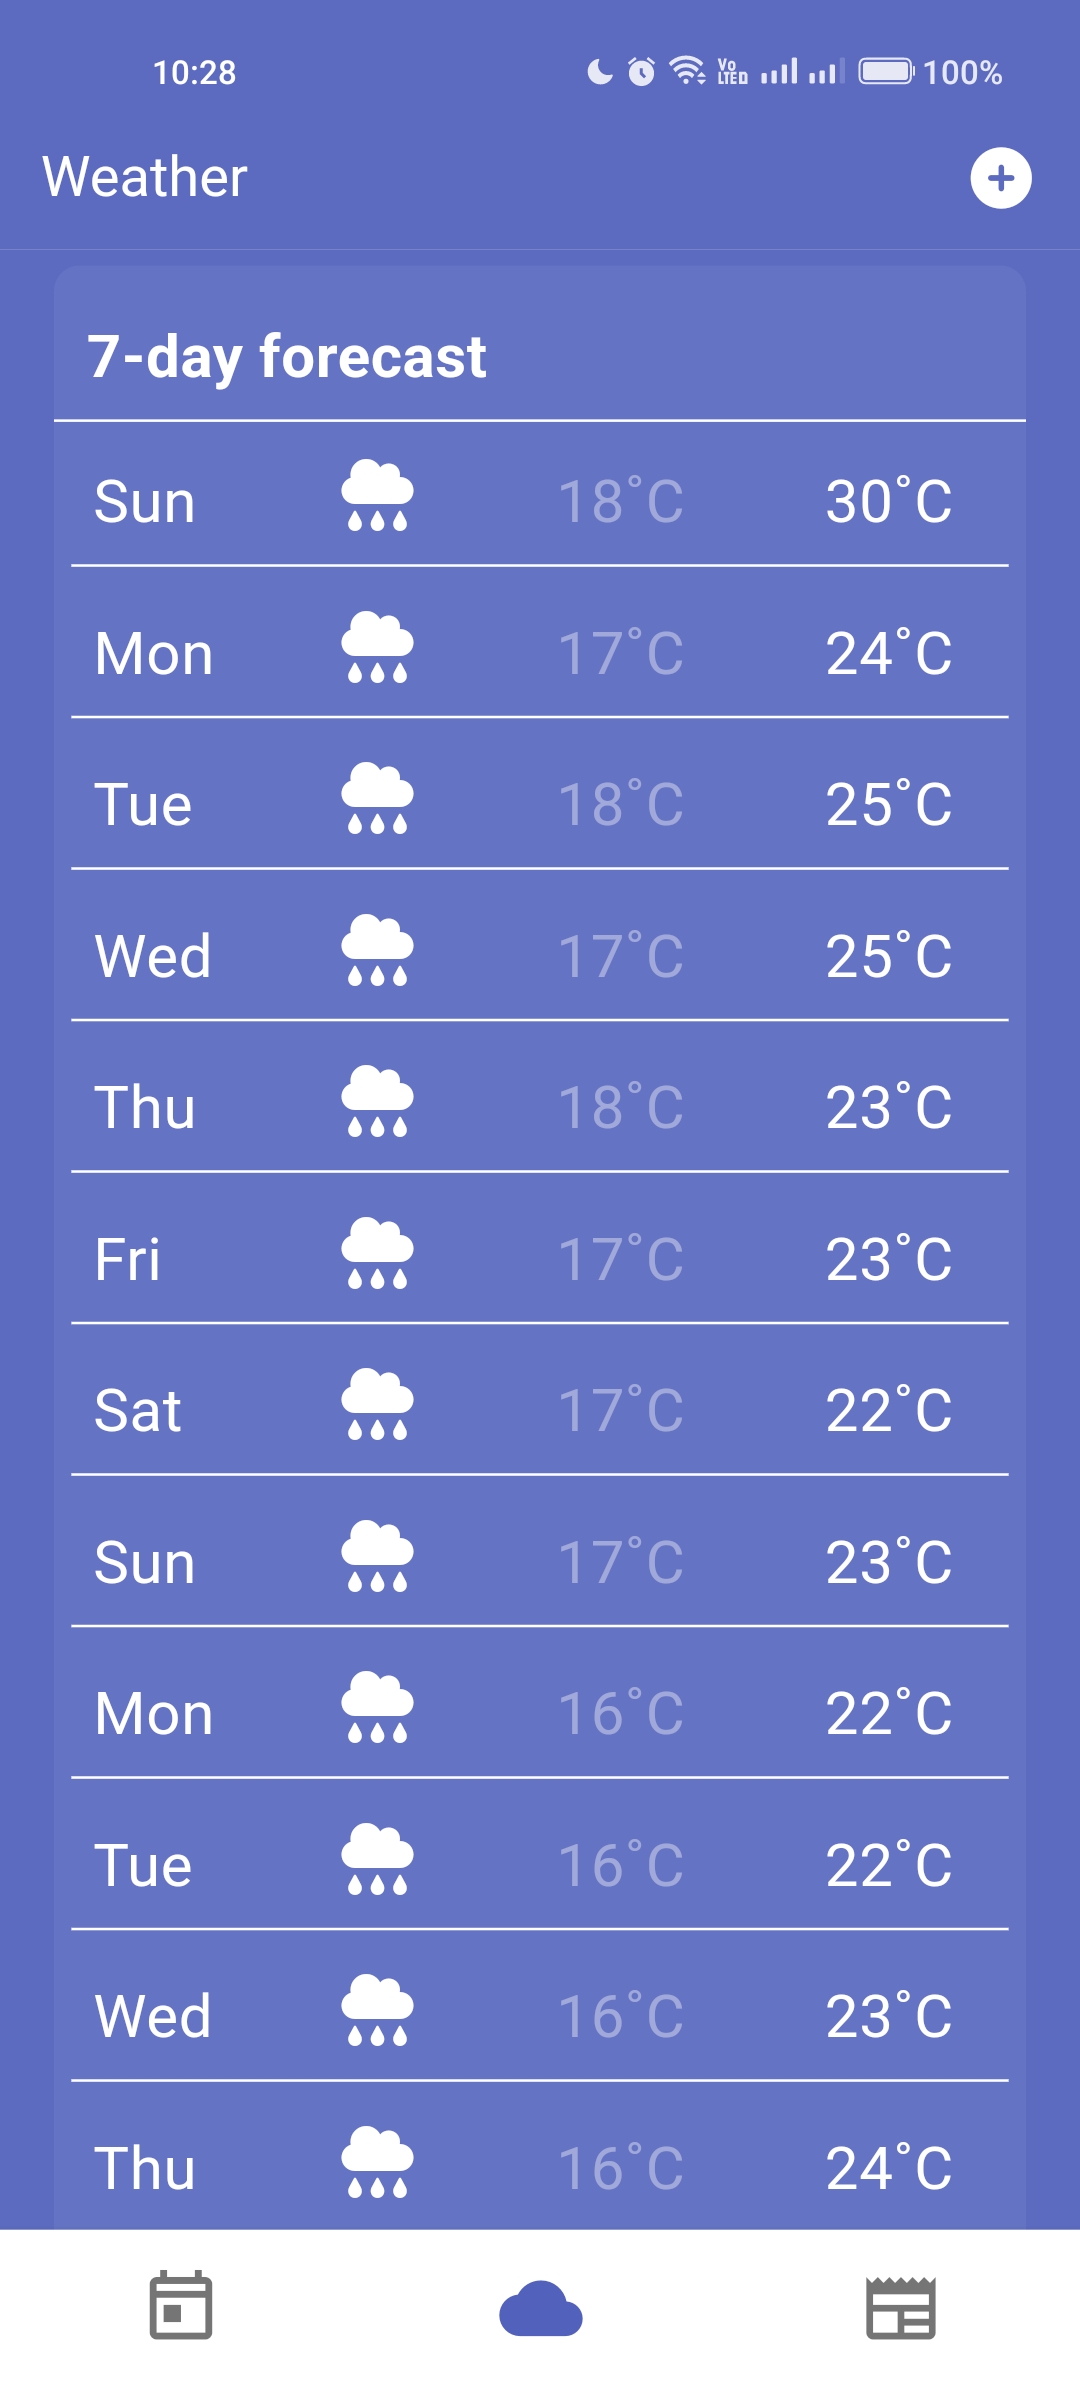 10:28 Vo LTED 100%
Weather
7-day forecast
Sun 18°C 30°C
Mon 17°C 24°C
Tue 18°C 25°C
Wed 17°C 25°C
Thu 18°C 23°C
Fri 17°C 23°C
Sat 17°C 22°C
Sun 17°C 23°C
Mon 16°C 22°C
Tue 16°C 22°C
Wed 16°C 23°C
Thu 16°C 24°C